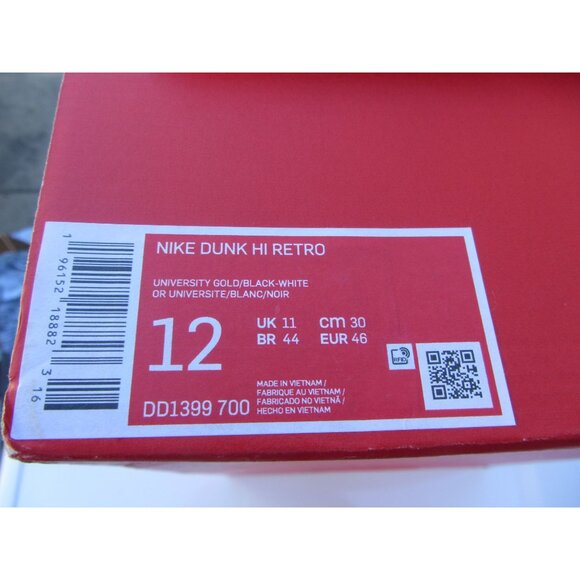 NIKE DUNK HI RETRO
UNIVERSITY GOLD/BLACK-WHITE
OR UNIVERSITE/BLANC/NOIR
12
UK 11 cm 30
BR 44 EUR 46
RFID
DD1399 700
MADE IN VIETNAM /
FABRIQUE AU VIETNAM /
FABRICADO NO VIETNÃ /
HECHO EN VIETNAM
1 96152 18882 3 16